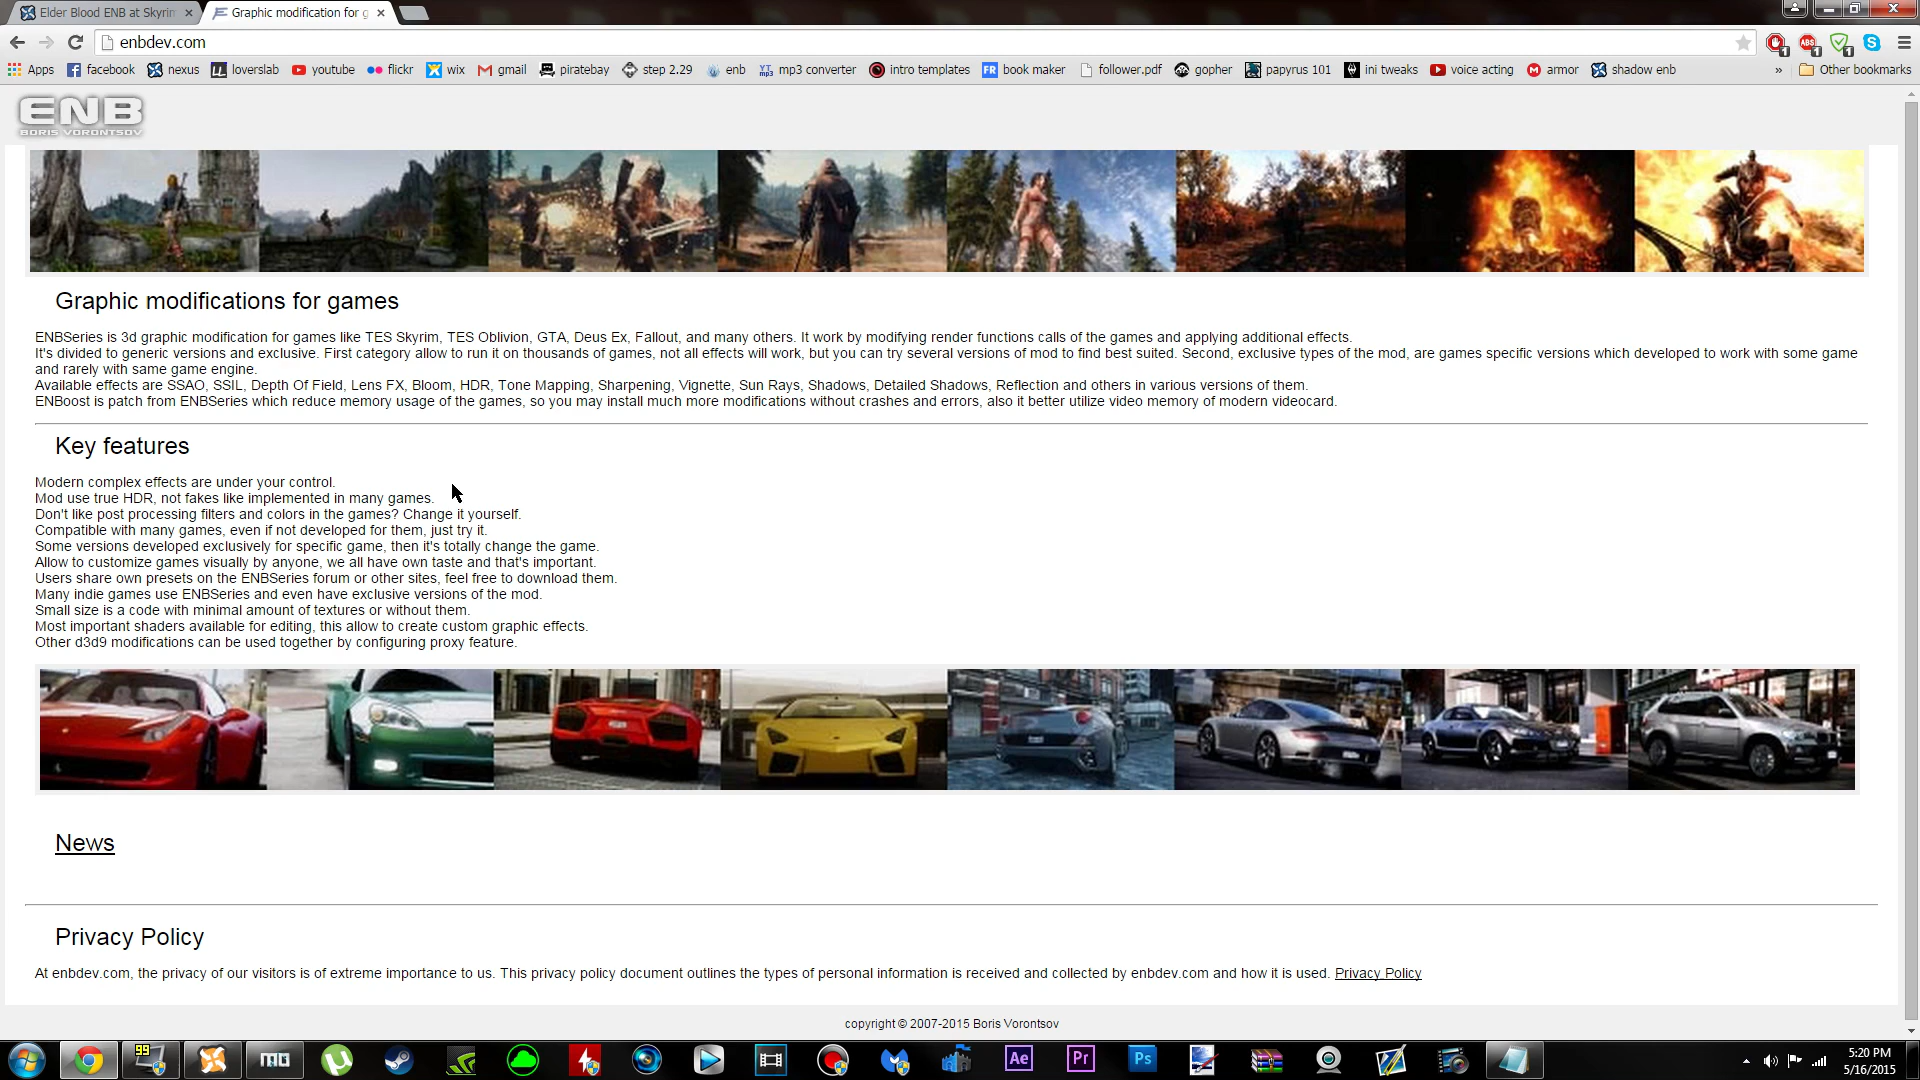 Elder Blood ENB at Skyrim
Graphic modification for g
enbdev.com
Apps facebook nexus loverslab youtube flickr wix gmail piratebay step 2.29 enb mp3 converter intro templates book maker follower.pdf gopher papyrus 101 ini tweaks voice acting armor shadow enb » Other bookmarks
ENB
BORIS VORONTSOV
Graphic modifications for games
ENBSeries is 3d graphic modification for games like TES Skyrim, TES Oblivion, GTA, Deus Ex, Fallout, and many others. It work by modifying render functions calls of the games and applying additional effects.
It's divided to generic versions and exclusive. First category allow to run it on thousands of games, not all effects will work, but you can try several versions of mod to find best suited. Second, exclusive types of the mod, are games specific versions which developed to work with some game
and rarely with same game engine.
Available effects are SSAO, SSIL, Depth Of Field, Lens FX, Bloom, HDR, Tone Mapping, Sharpening, Vignette, Sun Rays, Shadows, Detailed Shadows, Reflection and others in various versions of them.
ENBoost is patch from ENBSeries which reduce memory usage of the games, so you may install much more modifications without crashes and errors, also it better utilize video memory of modern videocard.
Key features
Modern complex effects are under your control.
Mod use true HDR, not fakes like implemented in many games.
Don't like post processing filters and colors in the games? Change it yourself.
Compatible with many games, even if not developed for them, just try it.
Some versions developed exclusively for specific game, then it's totally change the game.
Allow to customize games visually by anyone, we all have own taste and that's important.
Users share own presets on the ENBSeries forum or other sites, feel free to download them.
Many indie games use ENBSeries and even have exclusive versions of the mod.
Small size is a code with minimal amount of textures or without them.
Most important shaders available for editing, this allow to create custom graphic effects.
Other d3d9 modifications can be used together by configuring proxy feature.
News
Privacy Policy
At enbdev.com, the privacy of our visitors is of extreme importance to us. This privacy policy document outlines the types of personal information is received and collected by enbdev.com and how it is used. Privacy Policy
copyright © 2007-2015 Boris Vorontsov
99
MO
Ae
Pr
Ps
5:20 PM
5/16/2015